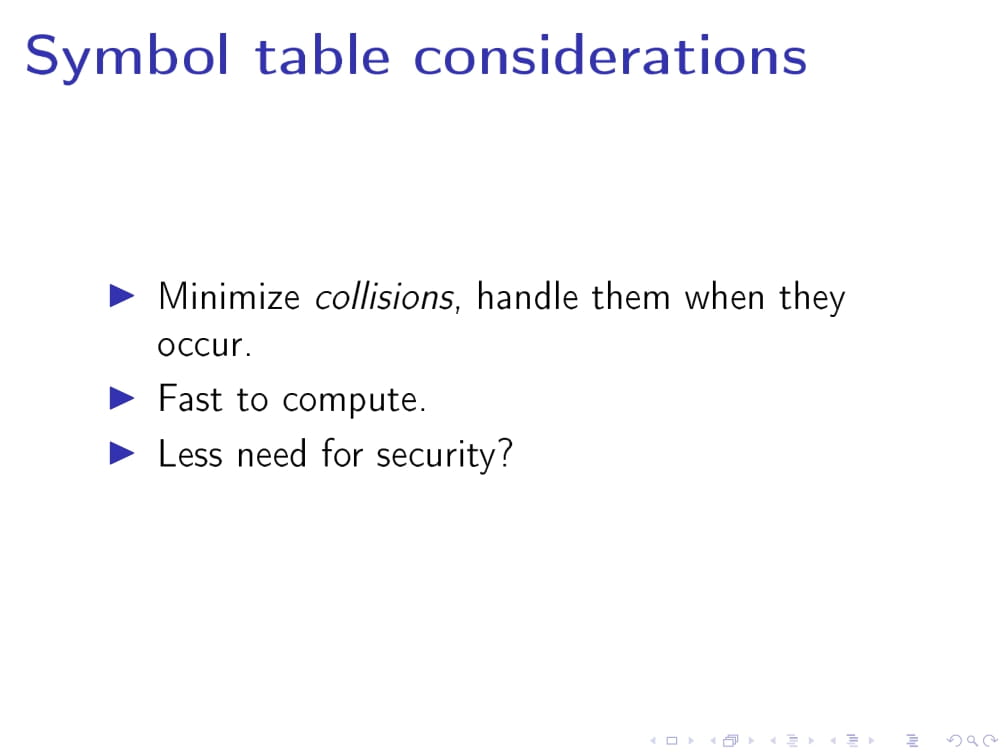 Symbol table considerations
Minimize collisions, handle them when they
occur.
Fast to compute.
Less need for security?